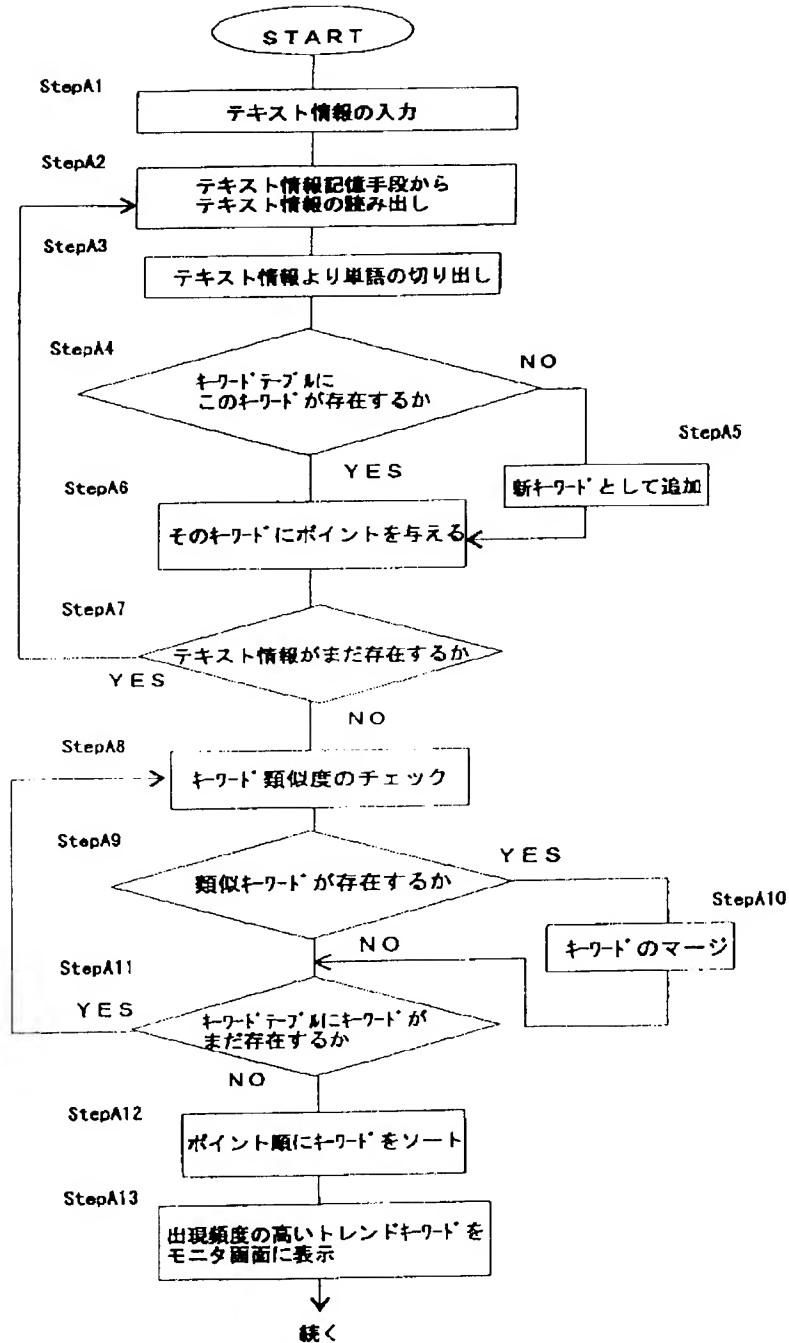 START
StepA1
テキスト情報の入力
StepA2
テキスト情報記憶手段から
テキスト情報の読み出し
StepA3
テキスト情報より単語の切り出し
StepA4
キーワードテーブルに
このキーワードが存在するか
NO
StepA5
新キーワードとして追加
YES
StepA6
そのキーワードにポイントを与える
StepA7
テキスト情報がまだ存在するか
YES
NO
StepA8
キーワード類似度のチェック
StepA9
類似キーワードが存在するか
YES
StepA10
キーワードのマージ
NO
StepA11
YES
キーワードテーブルにキーワードが
まだ存在するか
NO
StepA12
ポイント順にキーワードをソート
StepA13
出現頻度の高いトレンドキーワードを
モニタ画面に表示
続く